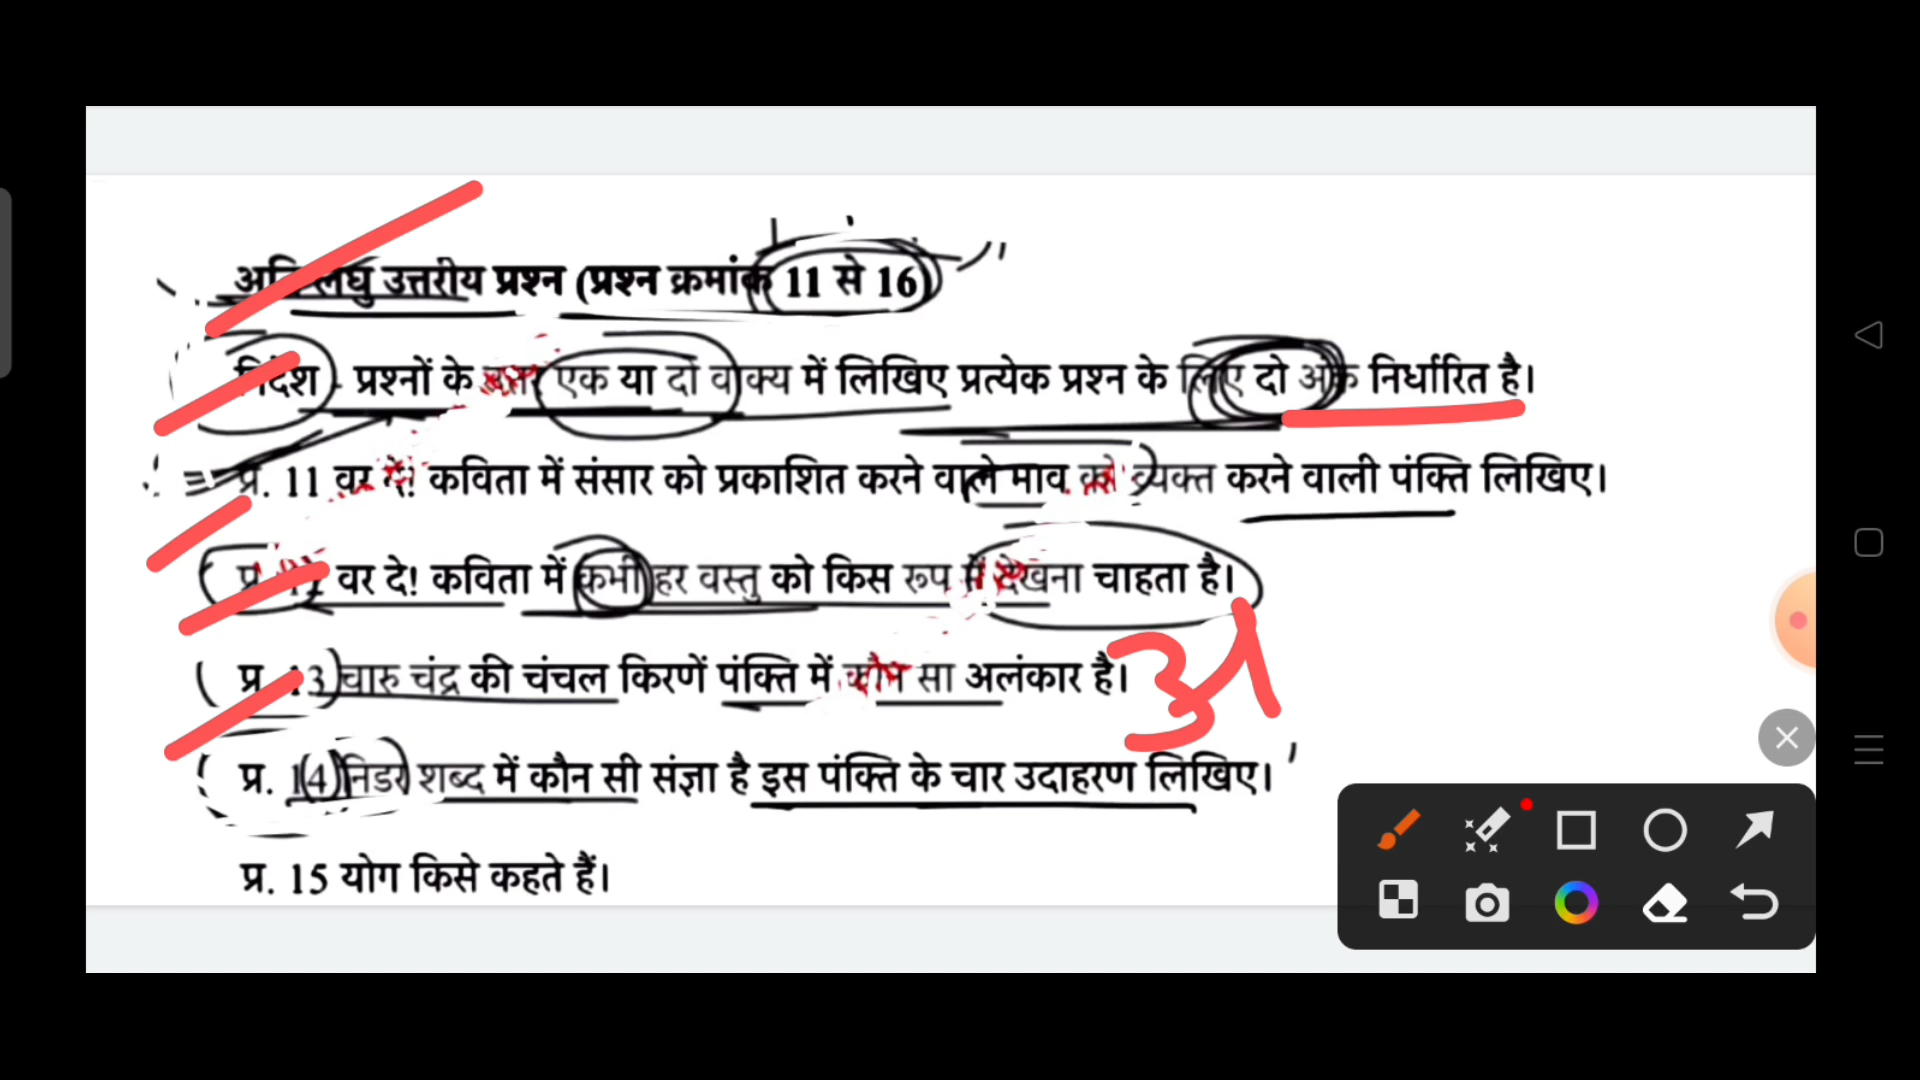 अति लघु उत्तरीय प्रश्न (प्रश्न क्रमांक 11 से 16)
निर्देश - प्रश्नों के उत्तर एक या दो वाक्य में लिखिए प्रत्येक प्रश्न के लिए दो अंक निर्धारित है।
प्र. 11 वर दे! कविता में संसार को प्रकाशित करने वाले भाव को व्यक्त करने वाली पंक्ति लिखिए।
प्र. 12 वर दे! कविता में कभी हर वस्तु को किस रूप में देखना चाहता है।
प्र. 13 चारु चंद्र की चंचल किरणें पंक्ति में कौन सा अलंकार है। अ
प्र. 14 निडर शब्द में कौन सी संज्ञा है इस पंक्ति के चार उदाहरण लिखिए।
प्र. 15 योग किसे कहते हैं।